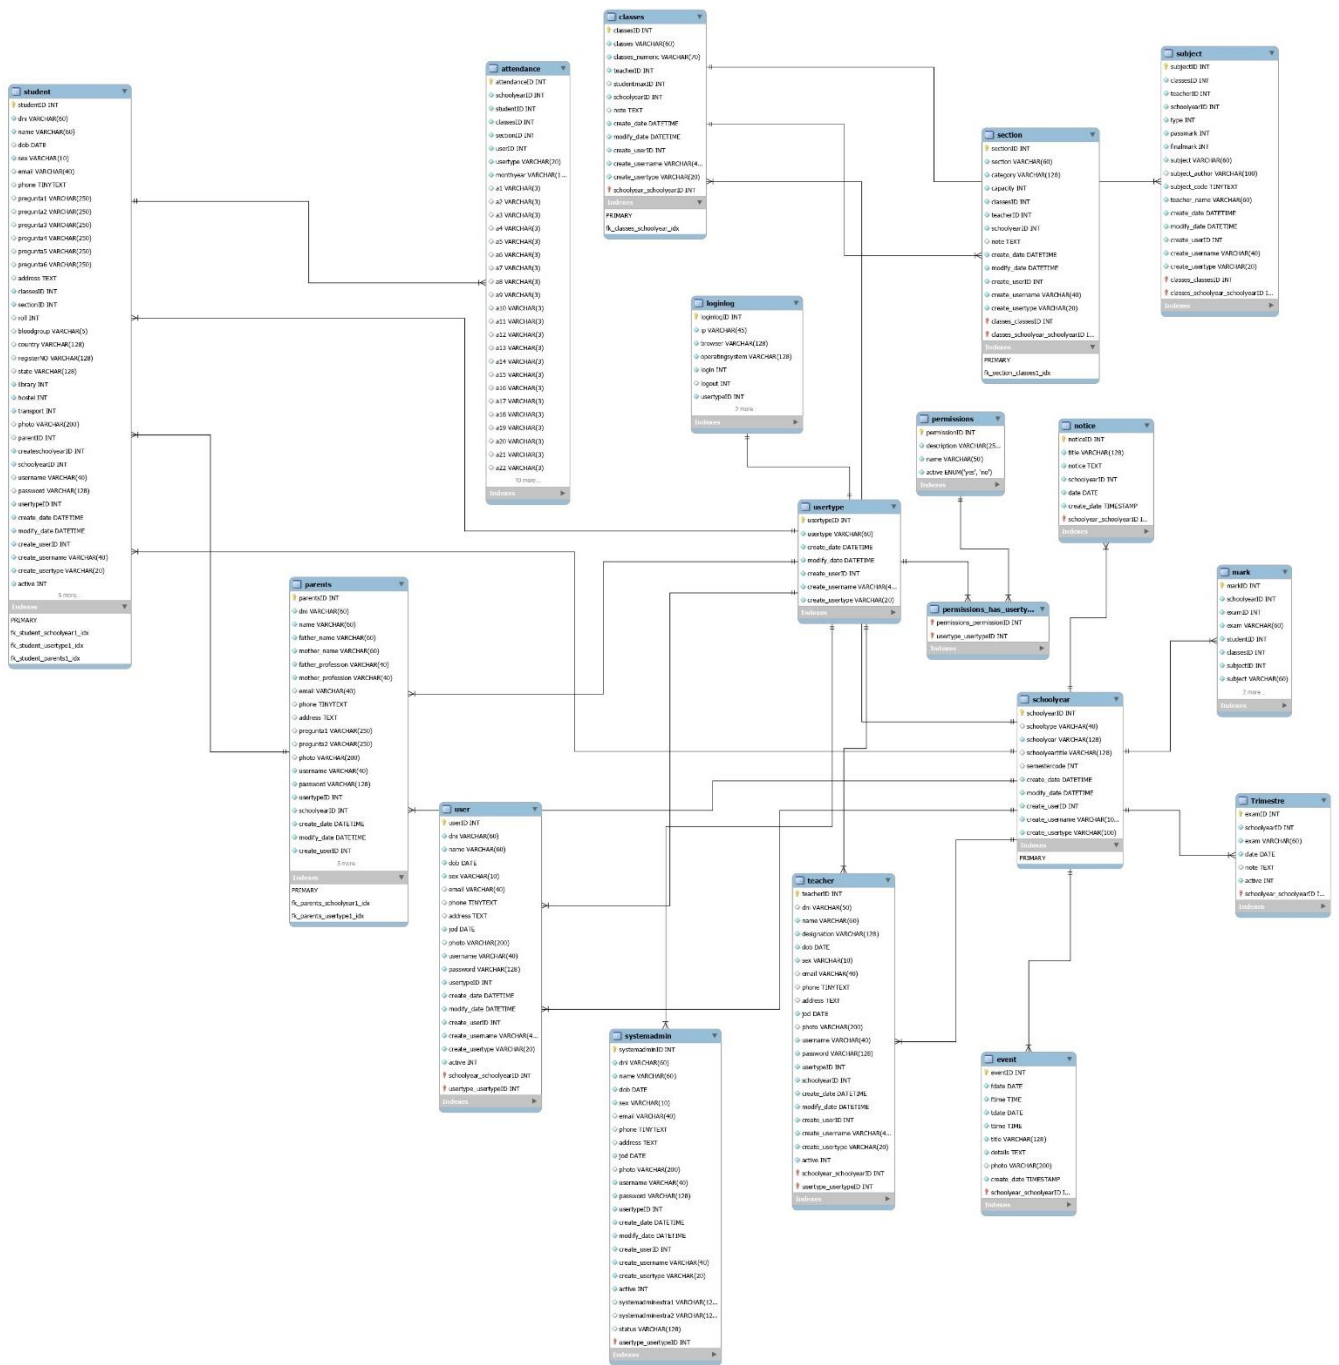 classes
classesID INT
classes VARCHAR(60)
classes_numeric VARCHAR(70)
teacherID INT
studentmaxID INT
schoolyearID INT
note TEXT
create_date DATETIME
modify_date DATETIME
create_userID INT
create_username VARCHAR(4...
create_usertype VARCHAR(20)
schoolyear_schoolyearID INT
Indexes
PRIMARY
fk_classes_schoolyear_idx
subject
subjectID INT
classesID INT
teacherID INT
schoolyearID INT
type INT
passmark INT
finalmark INT
subject VARCHAR(60)
subject_author VARCHAR(100)
subject_code TINYTEXT
teacher_name VARCHAR(60)
create_date DATETIME
modify_date DATETIME
create_userID INT
create_username VARCHAR(40)
create_usertype VARCHAR(20)
classes_classesID INT
classes_schoolyear_schoolyearID I...
Indexes
attendance
attendanceID INT
schoolyearID INT
studentID INT
classesID INT
sectionID INT
userID INT
usertype VARCHAR(20)
monthyear VARCHAR(1...
a1 VARCHAR(3)
a2 VARCHAR(3)
a3 VARCHAR(3)
a4 VARCHAR(3)
a5 VARCHAR(3)
a6 VARCHAR(3)
a7 VARCHAR(3)
a8 VARCHAR(3)
a9 VARCHAR(3)
a10 VARCHAR(3)
a11 VARCHAR(3)
a12 VARCHAR(3)
a13 VARCHAR(3)
a14 VARCHAR(3)
a15 VARCHAR(3)
a16 VARCHAR(3)
a17 VARCHAR(3)
a18 VARCHAR(3)
a19 VARCHAR(3)
a20 VARCHAR(3)
a21 VARCHAR(3)
a22 VARCHAR(3)
10 more...
Indexes
student
studentID INT
dni VARCHAR(60)
name VARCHAR(60)
dob DATE
sex VARCHAR(10)
email VARCHAR(40)
phone TINYTEXT
pregunta1 VARCHAR(250)
pregunta2 VARCHAR(250)
pregunta3 VARCHAR(250)
pregunta4 VARCHAR(250)
pregunta5 VARCHAR(250)
pregunta6 VARCHAR(250)
address TEXT
classesID INT
sectionID INT
roll INT
bloodgroup VARCHAR(5)
country VARCHAR(128)
registerNO VARCHAR(128)
state VARCHAR(128)
library INT
hostel INT
transport INT
photo VARCHAR(200)
parentID INT
createschoolyearID INT
schoolyearID INT
username VARCHAR(40)
password VARCHAR(128)
usertypeID INT
create_date DATETIME
modify_date DATETIME
create_userID INT
create_username VARCHAR(40)
create_usertype VARCHAR(20)
active INT
5 more...
Indexes
PRIMARY
fk_student_schoolyear1_idx
fk_student_usertype1_idx
fk_student_parents1_idx
section
sectionID INT
section VARCHAR(60)
category VARCHAR(128)
capacity INT
classesID INT
teacherID INT
schoolyearID INT
note TEXT
create_date DATETIME
modify_date DATETIME
create_userID INT
create_username VARCHAR(40)
create_usertype VARCHAR(20)
classes_classesID INT
classes_schoolyear_schoolyearID I...
Indexes
PRIMARY
fk_section_classes1_idx
loginlog
loginlogID INT
ip VARCHAR(45)
browser VARCHAR(128)
operatingsystem VARCHAR(128)
login INT
logout INT
usertypeID INT
2 more...
Indexes
permissions
permissionID INT
description VARCHAR(25...
name VARCHAR(50)
active ENUM('yes', 'no')
Indexes
notice
noticeID INT
title VARCHAR(128)
notice TEXT
schoolyearID INT
date DATE
create_date TIMESTAMP
schoolyear_schoolyearID I...
Indexes
usertype
usertypeID INT
usertype VARCHAR(60)
create_date DATETIME
modify_date DATETIME
create_userID INT
create_username VARCHAR(4...
create_usertype VARCHAR(20)
Indexes
permissions_has_userty...
permissions_permissionID INT
usertype_usertypeID INT
Indexes
mark
markID INT
schoolyearID INT
examID INT
exam VARCHAR(60)
studentID INT
classesID INT
subjectID INT
subject VARCHAR(60)
2 more...
Indexes
parents
parentsID INT
dni VARCHAR(60)
name VARCHAR(60)
father_name VARCHAR(60)
mother_name VARCHAR(60)
father_profession VARCHAR(40)
mother_profession VARCHAR(40)
email VARCHAR(40)
phone TINYTEXT
address TEXT
pregunta1 VARCHAR(250)
pregunta2 VARCHAR(250)
photo VARCHAR(200)
username VARCHAR(40)
password VARCHAR(128)
usertypeID INT
schoolyearID INT
create_date DATETIME
modify_date DATETIME
create_userID INT
3 more...
Indexes
PRIMARY
fk_parents_schoolyear1_idx
fk_parents_usertype1_idx
schoolyear
schoolyearID INT
schooltype VARCHAR(40)
schoolyear VARCHAR(128)
schoolyeartitle VARCHAR(128)
semestercode INT
create_date DATETIME
modify_date DATETIME
create_userID INT
create_username VARCHAR(10...
create_usertype VARCHAR(100)
Indexes
PRIMARY
Trimestre
examID INT
schoolyearID INT
exam VARCHAR(60)
date DATE
note TEXT
active INT
schoolyear_schoolyearID I...
Indexes
user
userID INT
dni VARCHAR(60)
name VARCHAR(60)
dob DATE
sex VARCHAR(10)
email VARCHAR(40)
phone TINYTEXT
address TEXT
jod DATE
photo VARCHAR(200)
username VARCHAR(40)
password VARCHAR(128)
usertypeID INT
create_date DATETIME
modify_date DATETIME
create_userID INT
create_username VARCHAR(4...
create_usertype VARCHAR(20)
active INT
schoolyear_schoolyearID INT
usertype_usertypeID INT
Indexes
teacher
teacherID INT
dni VARCHAR(50)
name VARCHAR(60)
designation VARCHAR(128)
dob DATE
sex VARCHAR(10)
email VARCHAR(40)
phone TINYTEXT
address TEXT
jod DATE
photo VARCHAR(200)
username VARCHAR(40)
password VARCHAR(128)
usertypeID INT
schoolyearID INT
create_date DATETIME
modify_date DATETIME
create_userID INT
create_username VARCHAR(4...
create_usertype VARCHAR(20)
active INT
schoolyear_schoolyearID INT
usertype_usertypeID INT
Indexes
systemadmin
systemadminID INT
dni VARCHAR(60)
name VARCHAR(60)
dob DATE
sex VARCHAR(10)
email VARCHAR(40)
phone TINYTEXT
address TEXT
jod DATE
photo VARCHAR(200)
username VARCHAR(40)
password VARCHAR(128)
usertypeID INT
create_date DATETIME
modify_date DATETIME
create_userID INT
create_username VARCHAR(40)
create_usertype VARCHAR(20)
active INT
systemadminextra1 VARCHAR(12...
systemadminextra2 VARCHAR(12...
status VARCHAR(128)
usertype_usertypeID INT
Indexes
event
eventID INT
fdate DATE
ftime TIME
tdate DATE
ttime TIME
title VARCHAR(128)
details TEXT
photo VARCHAR(200)
create_date TIMESTAMP
schoolyear_schoolyearID I...
Indexes